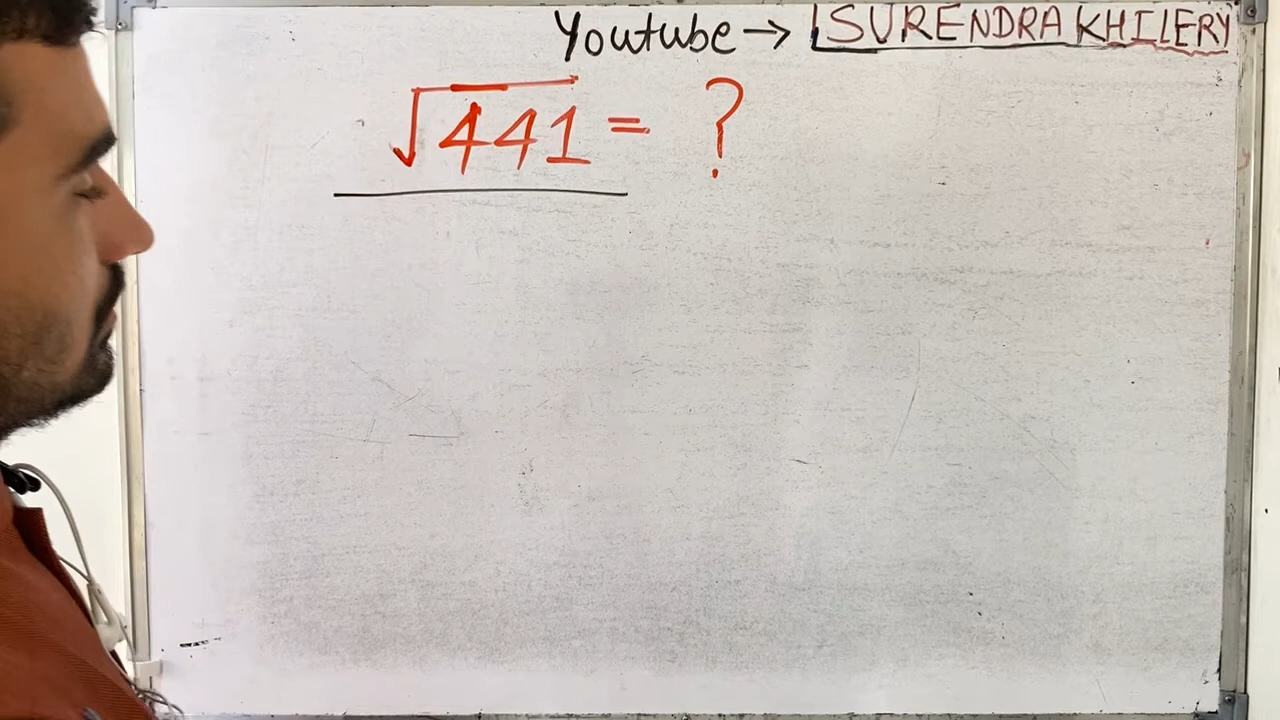 Youtube → SURENDRA KHILERY
√441 = ?